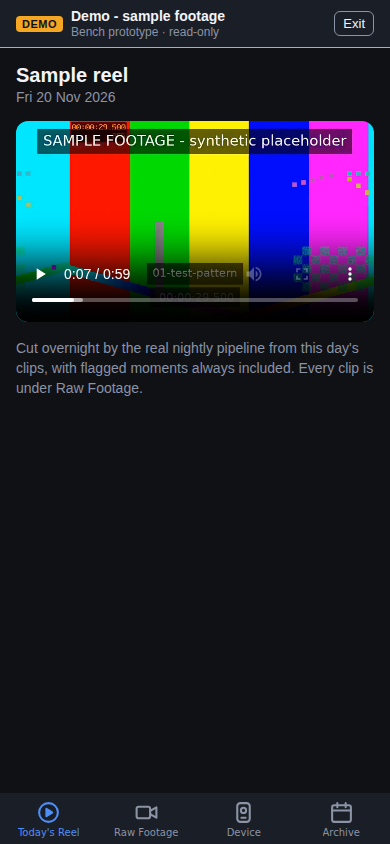 DEMO
Demo - sample footage
Bench prototype - read-only
Exit
Sample reel
Fri 20 Nov 2026
00:00:29.500
SAMPLE FOOTAGE - synthetic placeholder
0:07 / 0:59
01-test-pattern
00:00:29.500
Cut overnight by the real nightly pipeline from this day's
clips, with flagged moments always included. Every clip is
under Raw Footage.
Today's Reel
Raw Footage
Device
Archive